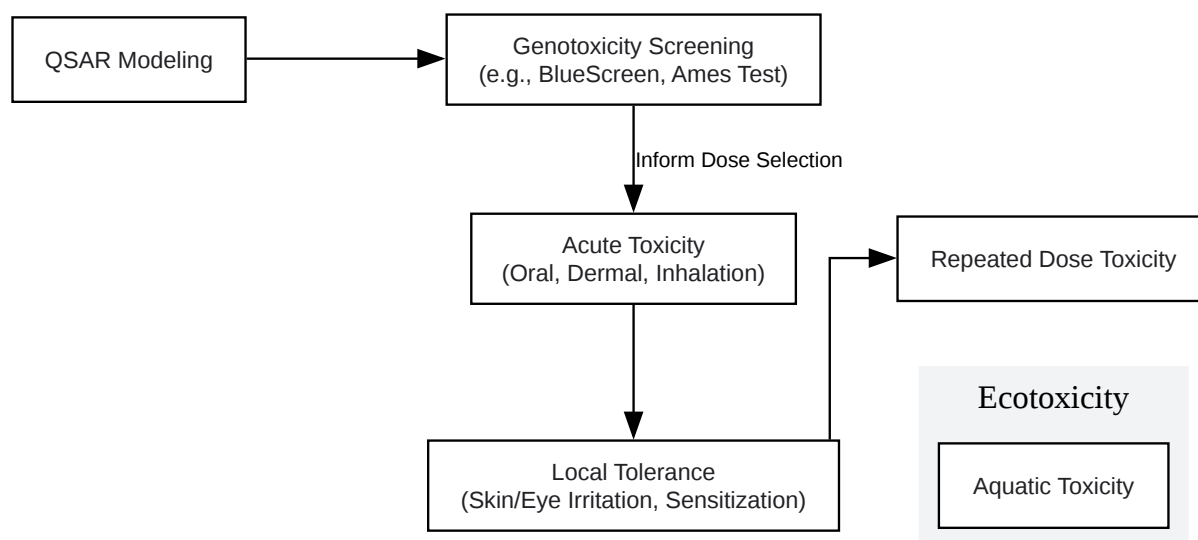 QSAR Modeling
Genotoxicity Screening
(e.g., BlueScreen, Ames Test)
Inform Dose Selection
Acute Toxicity
(Oral, Dermal, Inhalation)
Repeated Dose Toxicity
Local Tolerance
(Skin/Eye Irritation, Sensitization)
Ecotoxicity
Aquatic Toxicity